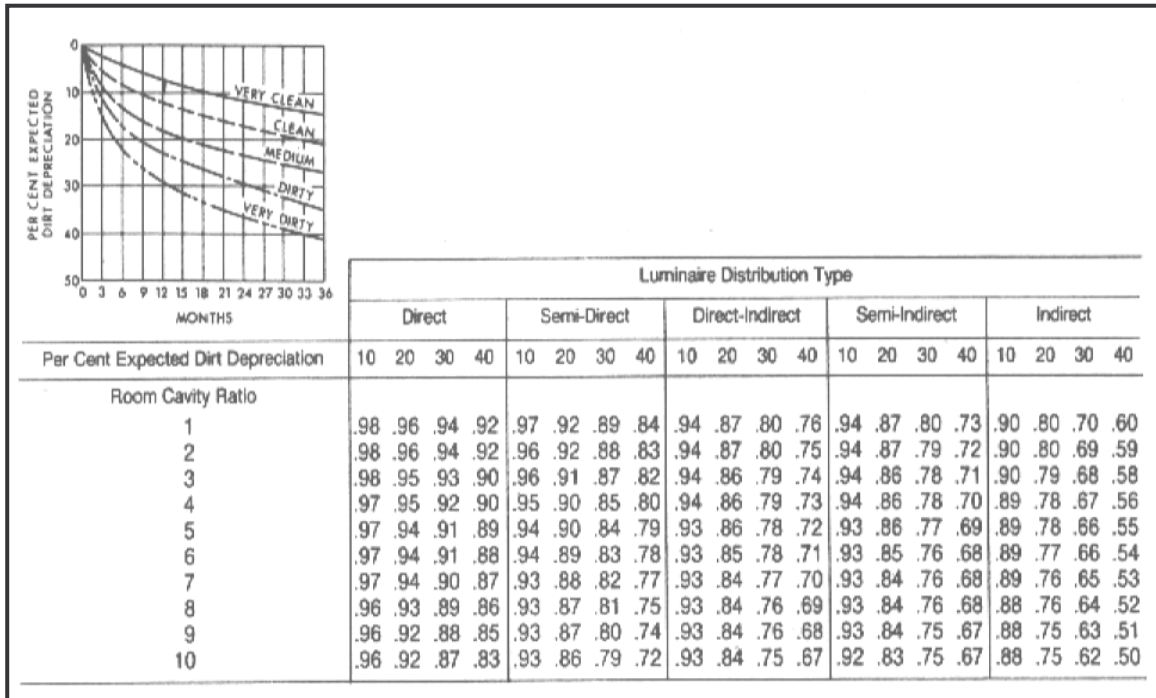 PER CENT EXPECTED
DIRT DEPRECIATION
0
10
20
30
40
50
VERY CLEAN
CLEAN
MEDIUM
DIRTY
VERY DIRTY
0 3 6 9 12 15 18 21 24 27 30 33 36
MONTHS
Luminaire Distribution Type
Direct Semi-Direct Direct-Indirect Semi-Indirect Indirect
Per Cent Expected Dirt Depreciation 10 20 30 40 10 20 30 40 10 20 30 40 10 20 30 40 10 20 30 40
Room Cavity Ratio
1 .98 .96 .94 .92 .97 .92 .89 .84 .94 .87 .80 .76 .94 .87 .80 .73 .90 .80 .70 .60
2 .98 .96 .94 .92 .96 .92 .88 .83 .94 .87 .80 .75 .94 .87 .79 .72 .90 .80 .69 .59
3 .98 .95 .93 .90 .96 .91 .87 .82 .94 .86 .79 .74 .94 .86 .78 .71 .90 .79 .68 .58
4 .97 .95 .92 .90 .95 .90 .85 .80 .94 .86 .79 .73 .94 .86 .78 .70 .89 .78 .67 .56
5 .97 .94 .91 .89 .94 .90 .84 .79 .93 .86 .78 .72 .93 .86 .77 .69 .89 .78 .66 .55
6 .97 .94 .91 .88 .94 .89 .83 .78 .93 .85 .78 .71 .93 .85 .76 .68 .89 .77 .66 .54
7 .97 .94 .90 .87 .93 .88 .82 .77 .93 .84 .77 .70 .93 .84 .76 .68 .89 .76 .65 .53
8 .96 .93 .89 .86 .93 .87 .81 .75 .93 .84 .76 .69 .93 .84 .76 .68 .88 .76 .64 .52
9 .96 .92 .88 .85 .93 .87 .80 .74 .93 .84 .76 .68 .93 .84 .75 .67 .88 .75 .63 .51
10 .96 .92 .87 .83 .93 .86 .79 .72 .93 .84 .75 .67 .92 .83 .75 .67 .88 .75 .62 .50